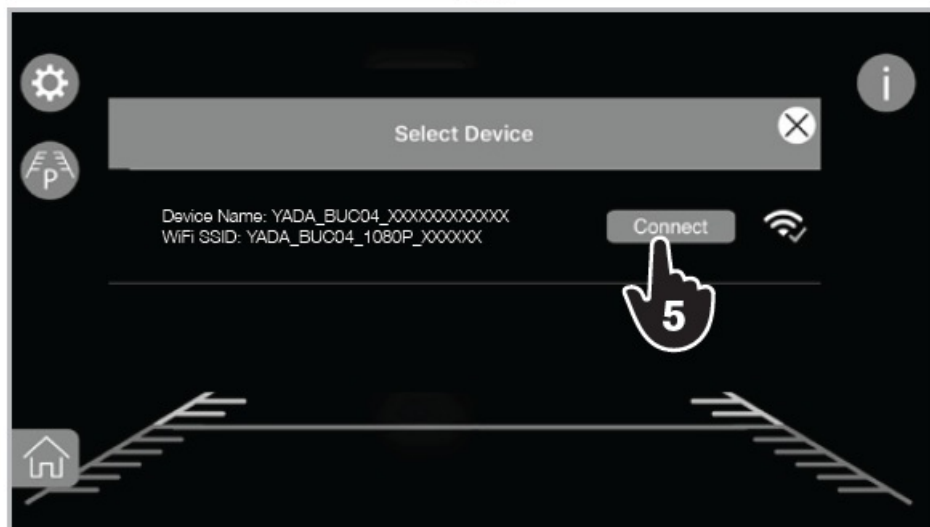 i
Select Device
P
Device Name: YADA_BUC04_XXXXXXXXXXXX
WiFi SSID: YADA_BUC04_1080P_XXXXXX
Connect
5